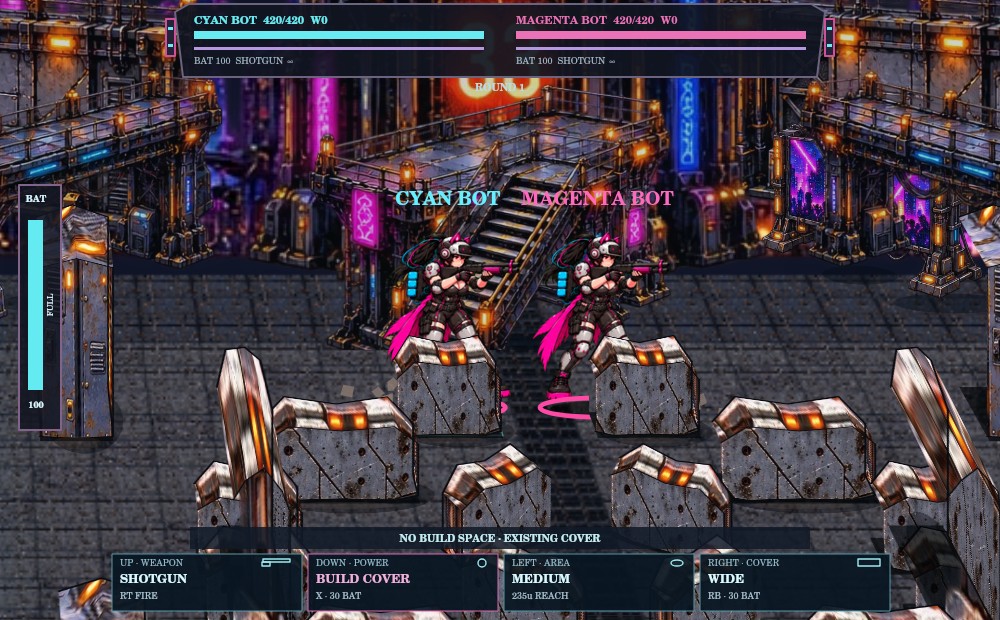 CYAN BOT 420/420 W0
MAGENTA BOT 420/420 W0
BAT 100 SHOTGUN ∞
BAT 100 SHOTGUN ∞
ROUND 1
BAT
FULL
100
CYAN BOT
MAGENTA BOT
NO BUILD SPACE · EXISTING COVER
UP · WEAPON
SHOTGUN
RT FIRE
DOWN · POWER
BUILD COVER
X · 30 BAT
LEFT · AREA
MEDIUM
235u REACH
RIGHT · COVER
WIDE
RB · 30 BAT